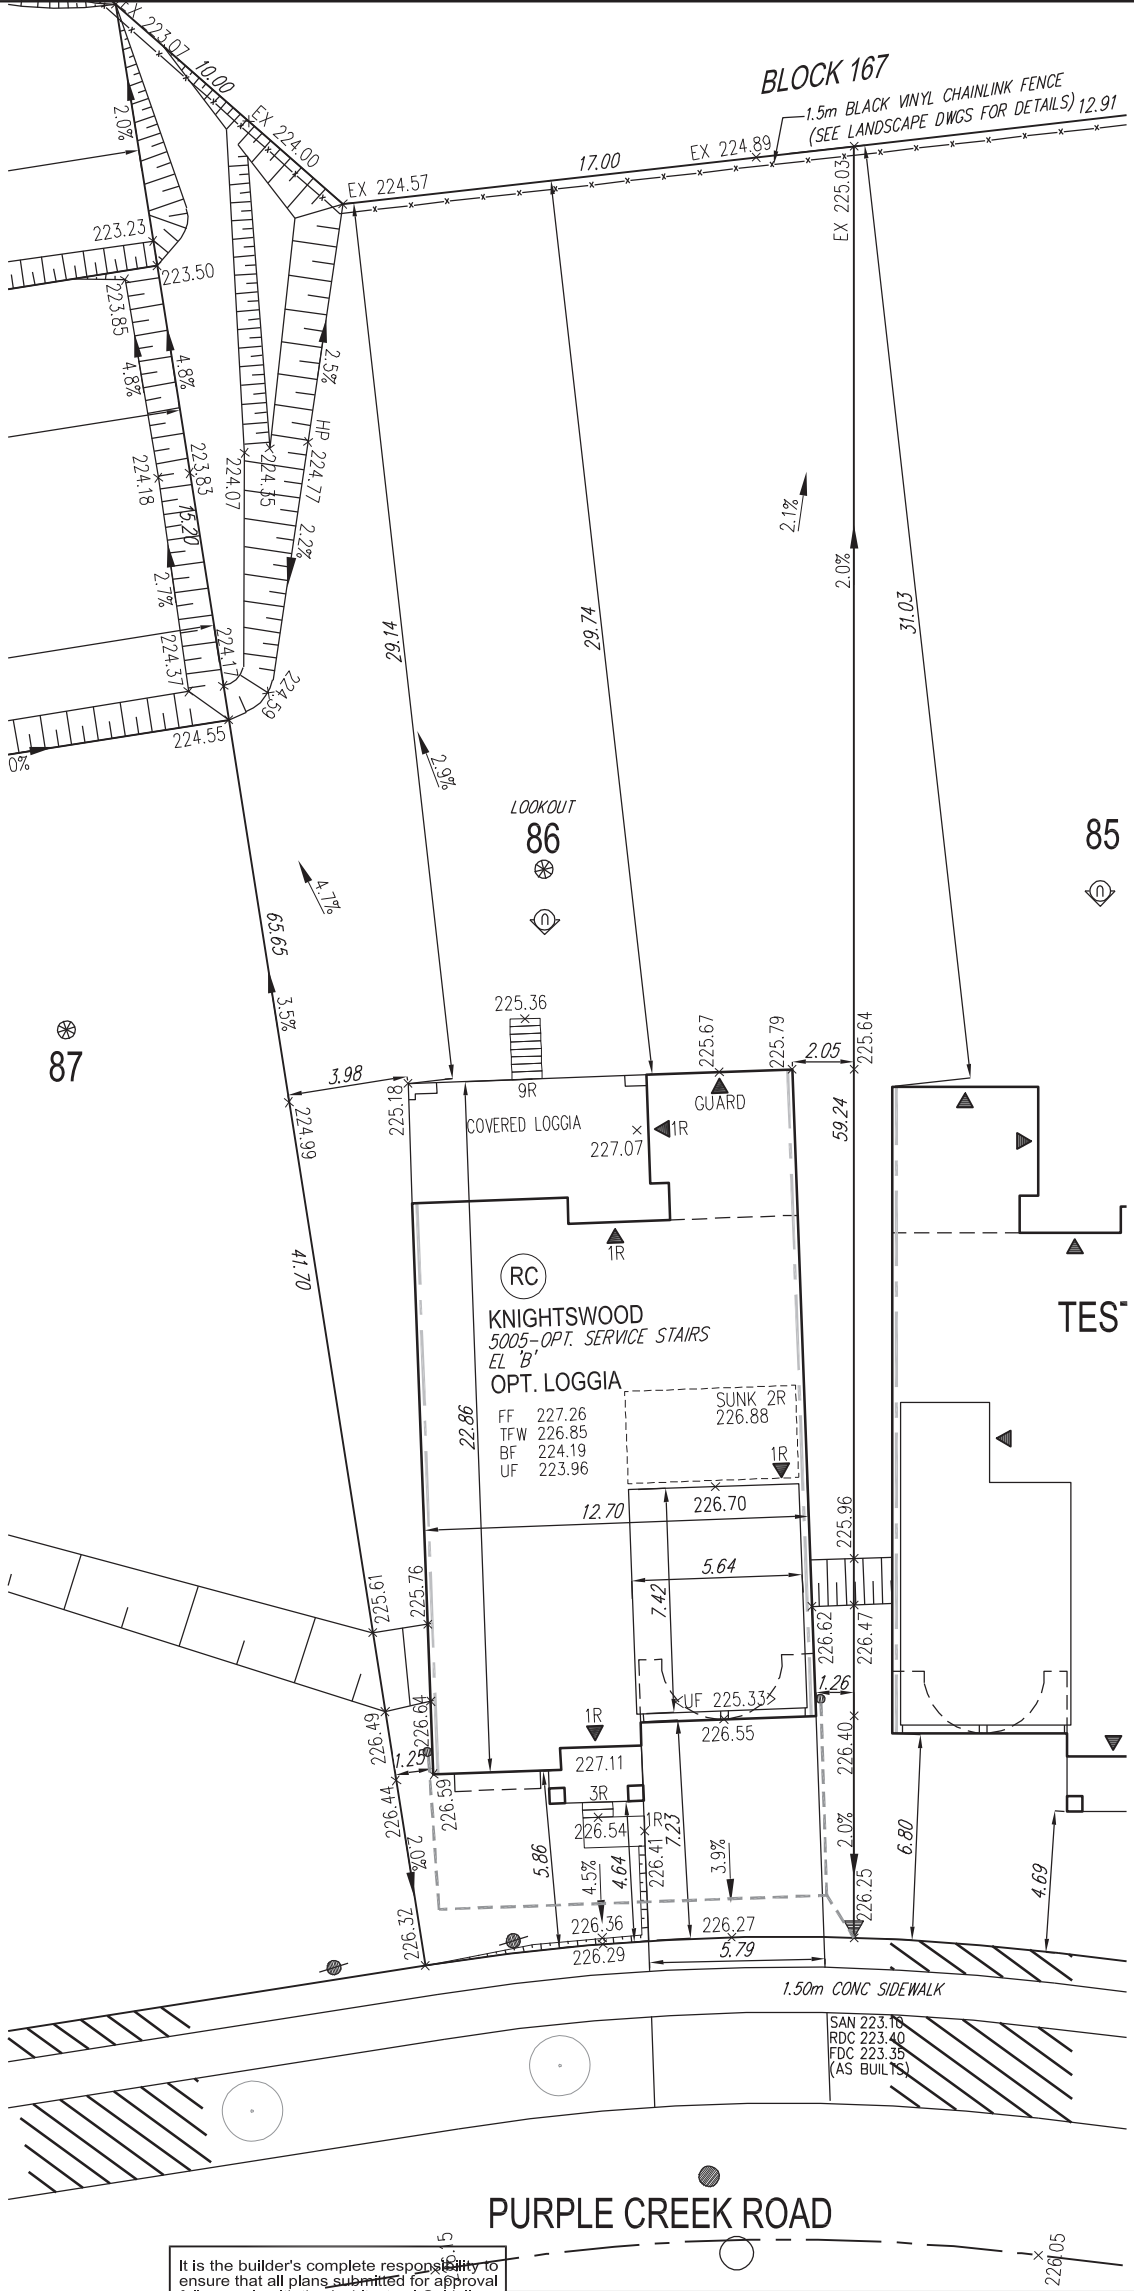 EX 223.07
10.00
EX 224.00
2.0%
BLOCK 167
1.5m BLACK VINYL CHAINLINK FENCE
(SEE LANDSCAPE DWGS FOR DETAILS)
12.91
EX 224.89
17.00
EX 224.57
EX 225.03
223.23
223.50
223.85
4.8%
4.8%
2.5%
HP
224.77
224.35
224.07
223.83
224.18
15.20
2.2%
2.7%
2.1%
2.0%
29.14
29.74
31.03
224.17
224.37
224.59
224.55
0%
2.9%
LOOKOUT
86
85
4.7%
65.65
3.5%
87
225.36
225.67
225.79
2.05
225.64
3.98
225.18
9R
GUARD
224.99
COVERED LOGGIA
227.07
1R
59.24
1R
41.70
RC
KNIGHTSWOOD
5005-OPT. SERVICE STAIRS
EL 'B'
OPT. LOGGIA
TES
FF 227.26
TFW 226.85
BF 224.19
UF 223.96
SUNK 2R
226.88
22.86
1R
226.70
12.70
225.96
5.64
7.42
225.61
225.76
226.62
226.47
1.26
<UF 225.33>
226.55
226.49
226.64
1R
227.11
226.40
1.25
226.44
226.59
3R
226.54
1R
7.23
2.0%
5.86
4.5%
4.64
226.41
3.9%
2.0%
6.80
4.69
226.25
226.32
226.36
226.29
226.27
5.79
1.50m CONC SIDEWALK
SAN 223.10
RDC 223.40
FDC 223.35
(AS BUILTS)
PURPLE CREEK ROAD
226.15
226.05
It is the builder's complete responsibility to
ensure that all plans submitted for approval